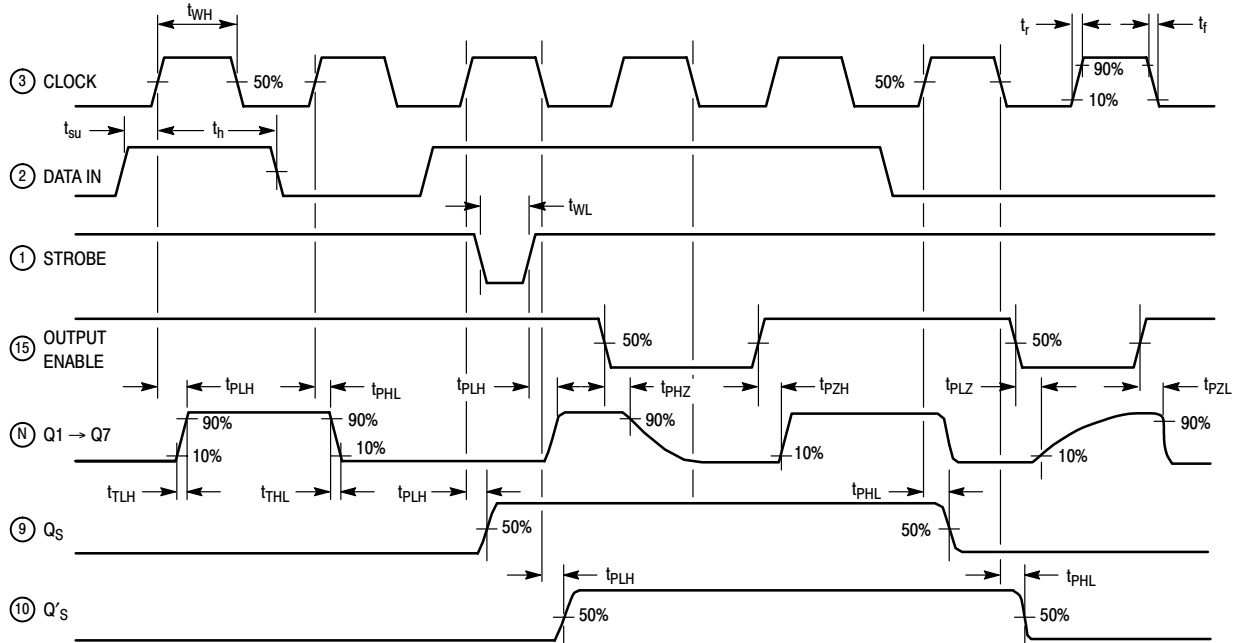 tWH
tr
tf
3 CLOCK
50%
50%
90%
10%
tsu
th
2 DATA IN
tWL
1 STROBE
15 OUTPUT
ENABLE
50%
50%
tPLH
tPHL
tPLH
tPHZ
tPZH
tPLZ
tPZL
N Q1 → Q7
90%
90%
90%
90%
10%
10%
10%
10%
tTLH
tTHL
tPLH
tPHL
9 QS
50%
50%
tPLH
tPHL
10 Q′S
50%
50%